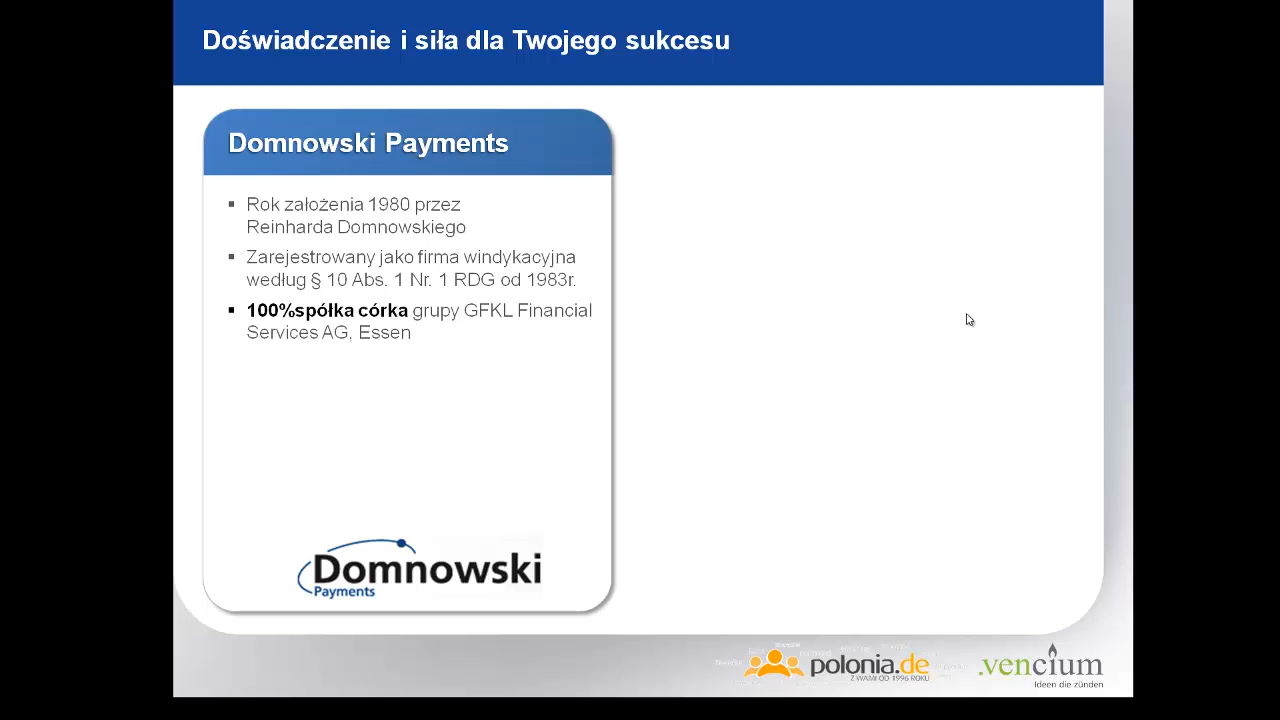 Doświadczenie i siła dla Twojego sukcesu
Domnowski Payments
▪ Rok założenia 1980 przez
Reinharda Domnowskiego
▪ Zarejestrowany jako firma windykacyjna
według § 10 Abs. 1 Nr. 1 RDG od 1983r.
▪ 100%spółka córka grupy GFKL Financial
Services AG, Essen
Domnowski
Payments
polonia.de
Z WAMI OD 1996 ROKU
.vencium
Ideen die zünden